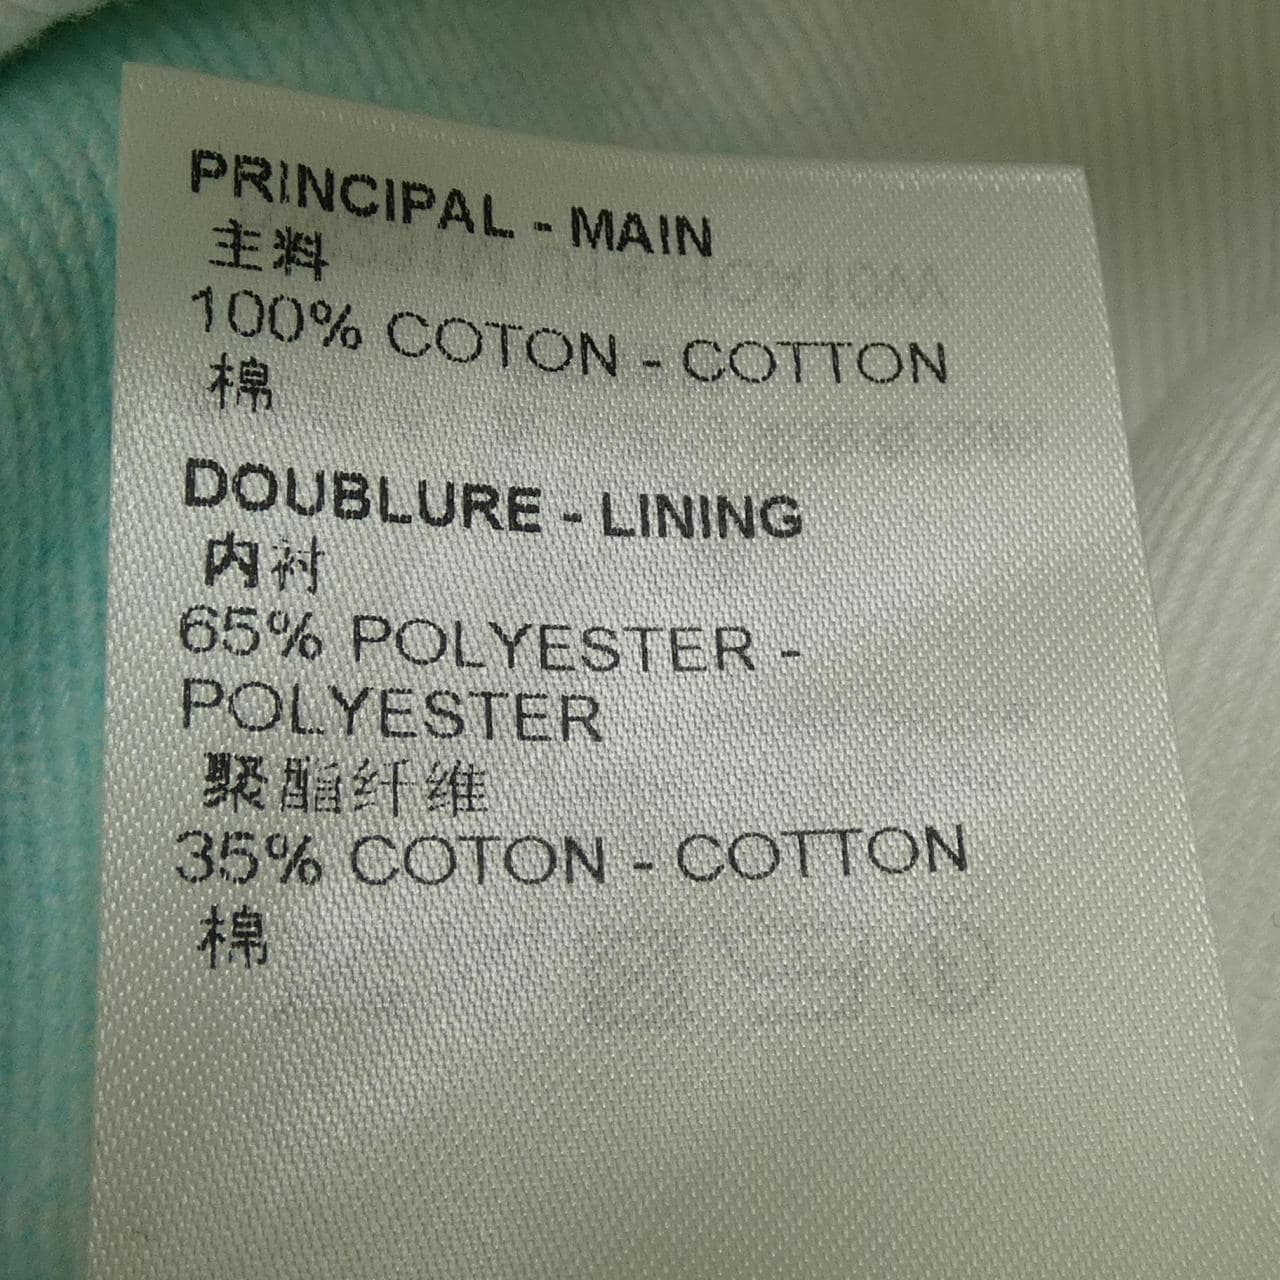 PRINCIPAL - MAIN
主料
100% COTON - COTTON
棉
DOUBLURE - LINING
内衬
65% POLYESTER -
POLYESTER
聚酯纤维
35% COTON - COTTON
棉